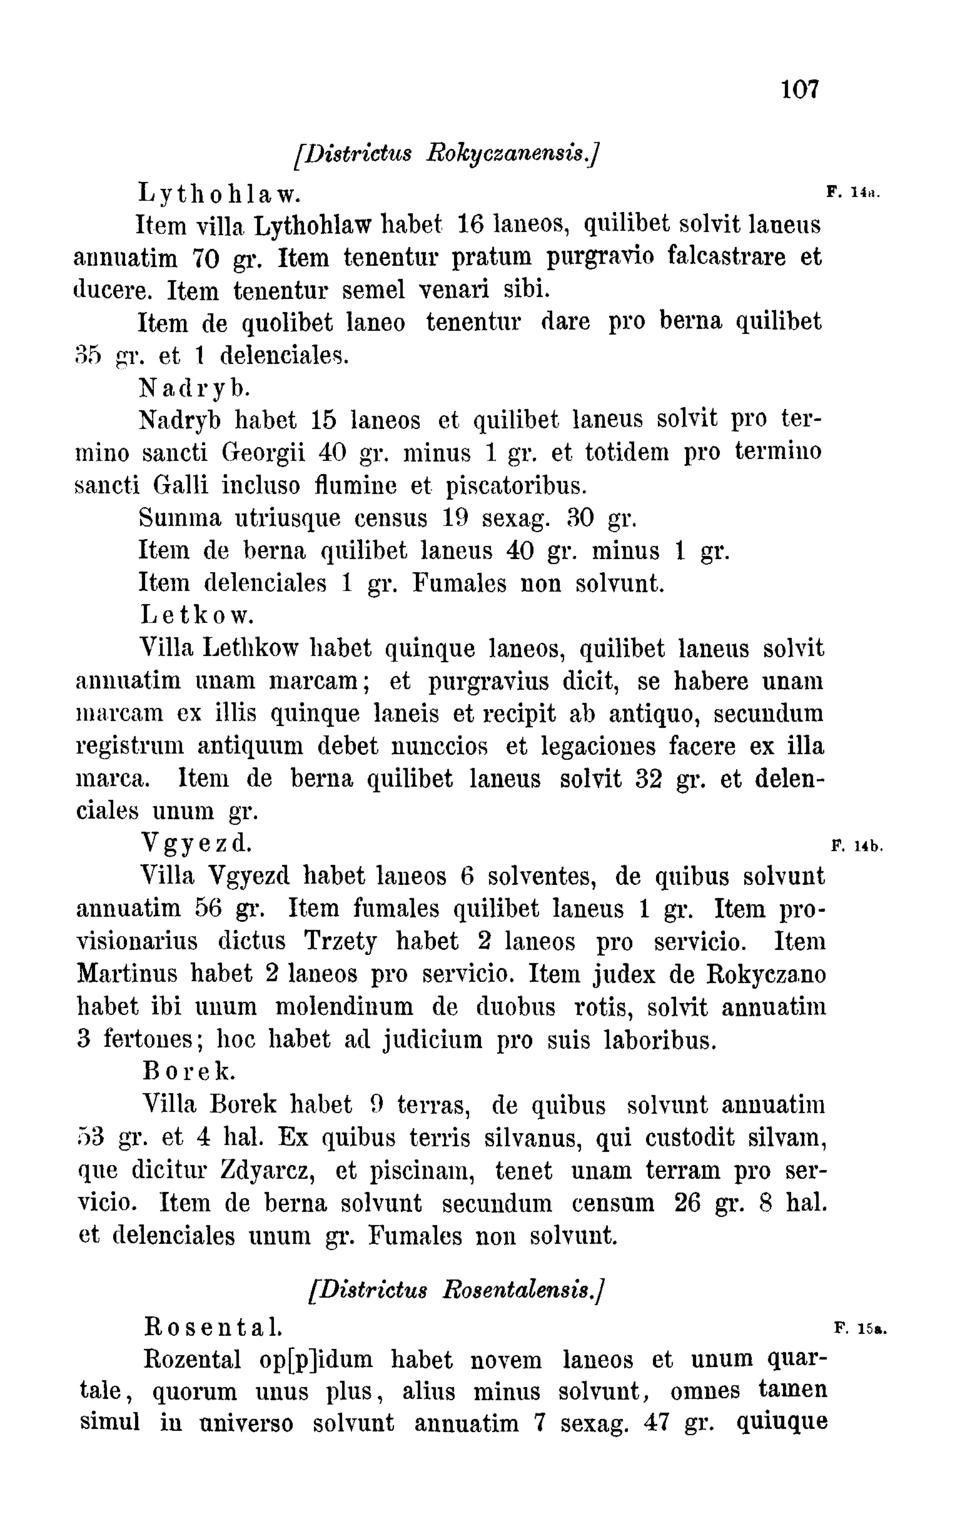 107
[Districtus Rokyczanensis.]
Lythohlaw. F. 14a.
Item villa Lythohlaw habet 16 laneos, quilibet solvit laneus
annuatim 70 gr. Item tenentur pratum purgravio falcastrare et
ducere. Item tenentur semel venari sibi.
Item de quolibet laneo tenentur dare pro berna quilibet
35 gr. et 1 delenciales.
Nadryb.
Nadryb habet 15 laneos et quilibet laneus solvit pro ter-
mino sancti Georgii 40 gr. minus 1 gr. et totidem pro termino
sancti Galli incluso flumine et piscatoribus.
Summa utriusque census 19 sexag. 30 gr.
Item de berna quilibet laneus 40 gr. minus 1 gr.
Item delenciales 1 gr. Fumales non solvunt.
Letkow.
Villa Lethkow habet quinque laneos, quilibet laneus solvit
annuatim unam marcam; et purgravius dicit, se habere unam
marcam ex illis quinque laneis et recipit ab antiquo, secundum
registrum antiquum debet nunccios et legaciones facere ex illa
marca. Item de berna quilibet laneus solvit 32 gr. et delen-
ciales unum gr.
Vgyezd. F. 14b.
Villa Vgyezd habet laneos 6 solventes, de quibus solvunt
annuatim 56 gr. Item fumales quilibet laneus 1 gr. Item pro-
visionarius dictus Trzety habet 2 laneos pro servicio. Item
Martinus habet 2 laneos pro servicio. Item judex de Rokyczano
habet ibi unum molendinum de duobus rotis, solvit annuatim
3 fertones; hoc habet ad judicium pro suis laboribus.
Borek.
Villa Borek habet 9 terras, de quibus solvunt annuatim
53 gr. et 4 hal. Ex quibus terris silvanus, qui custodit silvam,
que dicitur Zdyarcz, et piscinam, tenet unam terram pro ser-
vicio. Item de berna solvunt secundum censum 26 gr. 8 hal.
et delenciales unum gr. Fumales non solvunt.
[Districtus Rosentalensis.]
Rosental. F. 15a.
Rozental op[p]idum habet novem laneos et unum quar-
tale, quorum unus plus, alius minus solvunt, omnes tamen
simul in universo solvunt annuatim 7 sexag. 47 gr. quinque